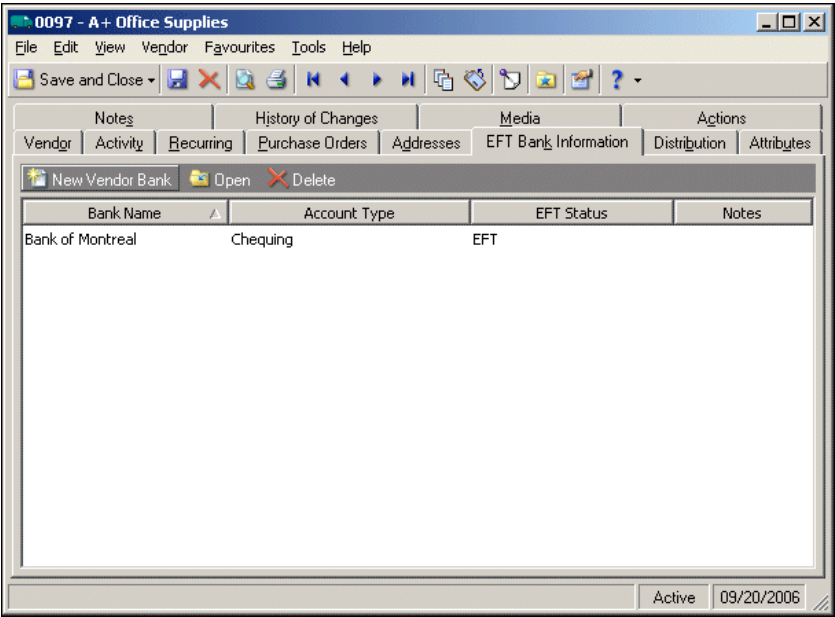 0097 - A+ Office Supplies
File Edit View Vendor Favourites Tools Help
Save and Close
Notes History of Changes Media Actions
Vendor Activity Recurring Purchase Orders Addresses EFT Bank Information Distribution Attributes
New Vendor Bank Open Delete
Bank Name Account Type EFT Status Notes
Bank of Montreal Chequing EFT
Active 09/20/2006